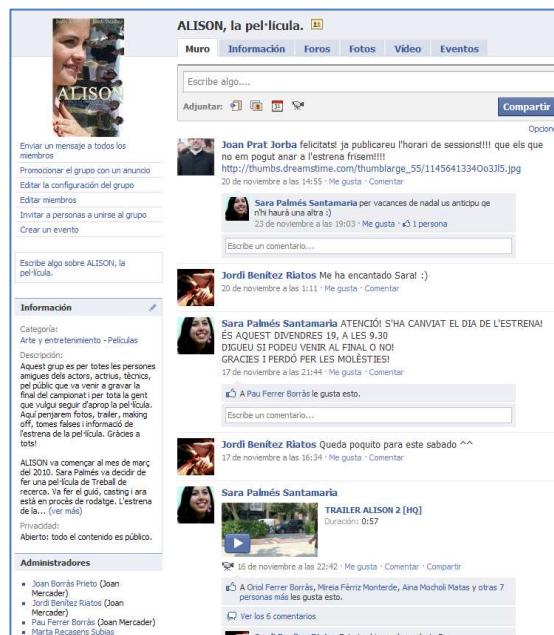 ALISON
ALISON, la pel·lícula.
Muro Información Foros Fotos Vídeo Eventos
Escribe algo....
Adjuntar:
Compartir
Opcione
Enviar un mensaje a todos los
miembros
Promocionar el grupo con un anuncio
Editar la configuración del grupo
Editar miembros
Invitar a personas a unirse al grupo
Crear un evento
Escribe algo sobre ALISON, la
pel·lícula.
Información
Categoría:
Arte y entretenimiento - Películas
Descripción:
Aquest grup es per totes les persones
amigues dels actors, actrius, tècnics,
pel públic que va venir a gravar la
final del campionat i per tota la gent
que vulgui seguir d'aprop la pel·lícula.
Aquí penjarem fotos, trailer, making
off, tomes falses i informació de
l'estrena de la pel·lícula. Gràcies a
tots!
ALISON va començar al mes de març
del 2010. Sara Palmés va decidir de
fer una pel·lícula de Treball de
recerca. Va fer el guió, casting i ara
està en procés de rodatge. L'estrena
de la... (ver más)
Privacidad:
Abierto: todo el contenido es público.
Administradores
Joan Borràs Prieto (Joan
Mercader)
Jordi Benítez Riatos (Joan
Mercader)
Pau Ferrer Borràs (Joan Mercader)
Marta Recasens Subias
Joan Prat Jorba felicitats! ja publicareu l'horari de sessions!!!! que els que
no em pogut anar a l'estrena frisem!!!!
http://thumbs.dreamstime.com/thumblarge_55/1145641334Oo3Jl5.jpg
20 de noviembre a las 14:55 · Me gusta · Comentar
Sara Palmés Santamaria per vacances de nadal us anticipu qe
n'hi haurà una altra :)
23 de noviembre a las 19:03 · Me gusta · 1 persona
Escribe un comentario...
Jordi Benítez Riatos Me ha encantado Sara! :)
20 de noviembre a las 1:11 · Me gusta · Comentar
Sara Palmés Santamaria ATENCIÓ! S'HA CANVIAT EL DIA DE L'ESTRENA!
ÉS AQUEST DIVENDRES 19, A LES 9.30
DIGUEU SI PODEU VENIR AL FINAL O NO!
GRACIES I PERDÓ PER LES MOLÈSTIES!
17 de noviembre a las 21:44 · Me gusta · Comentar
A Pau Ferrer Borràs le gusta esto.
Escribe un comentario...
Jordi Benítez Riatos Queda poquito para este sabado ^^
17 de noviembre a las 16:34 · Me gusta · Comentar
Sara Palmés Santamaria
TRAILER ALISON 2 [HQ]
Duración: 0:57
16 de noviembre a las 22:42 · Me gusta · Comentar · Compartir
A Oriol Ferrer Borràs, Mireia Fèrriz Monterde, Aina Mocholi Matas y otras 7
personas más les gusta esto.
Ver los 6 comentarios